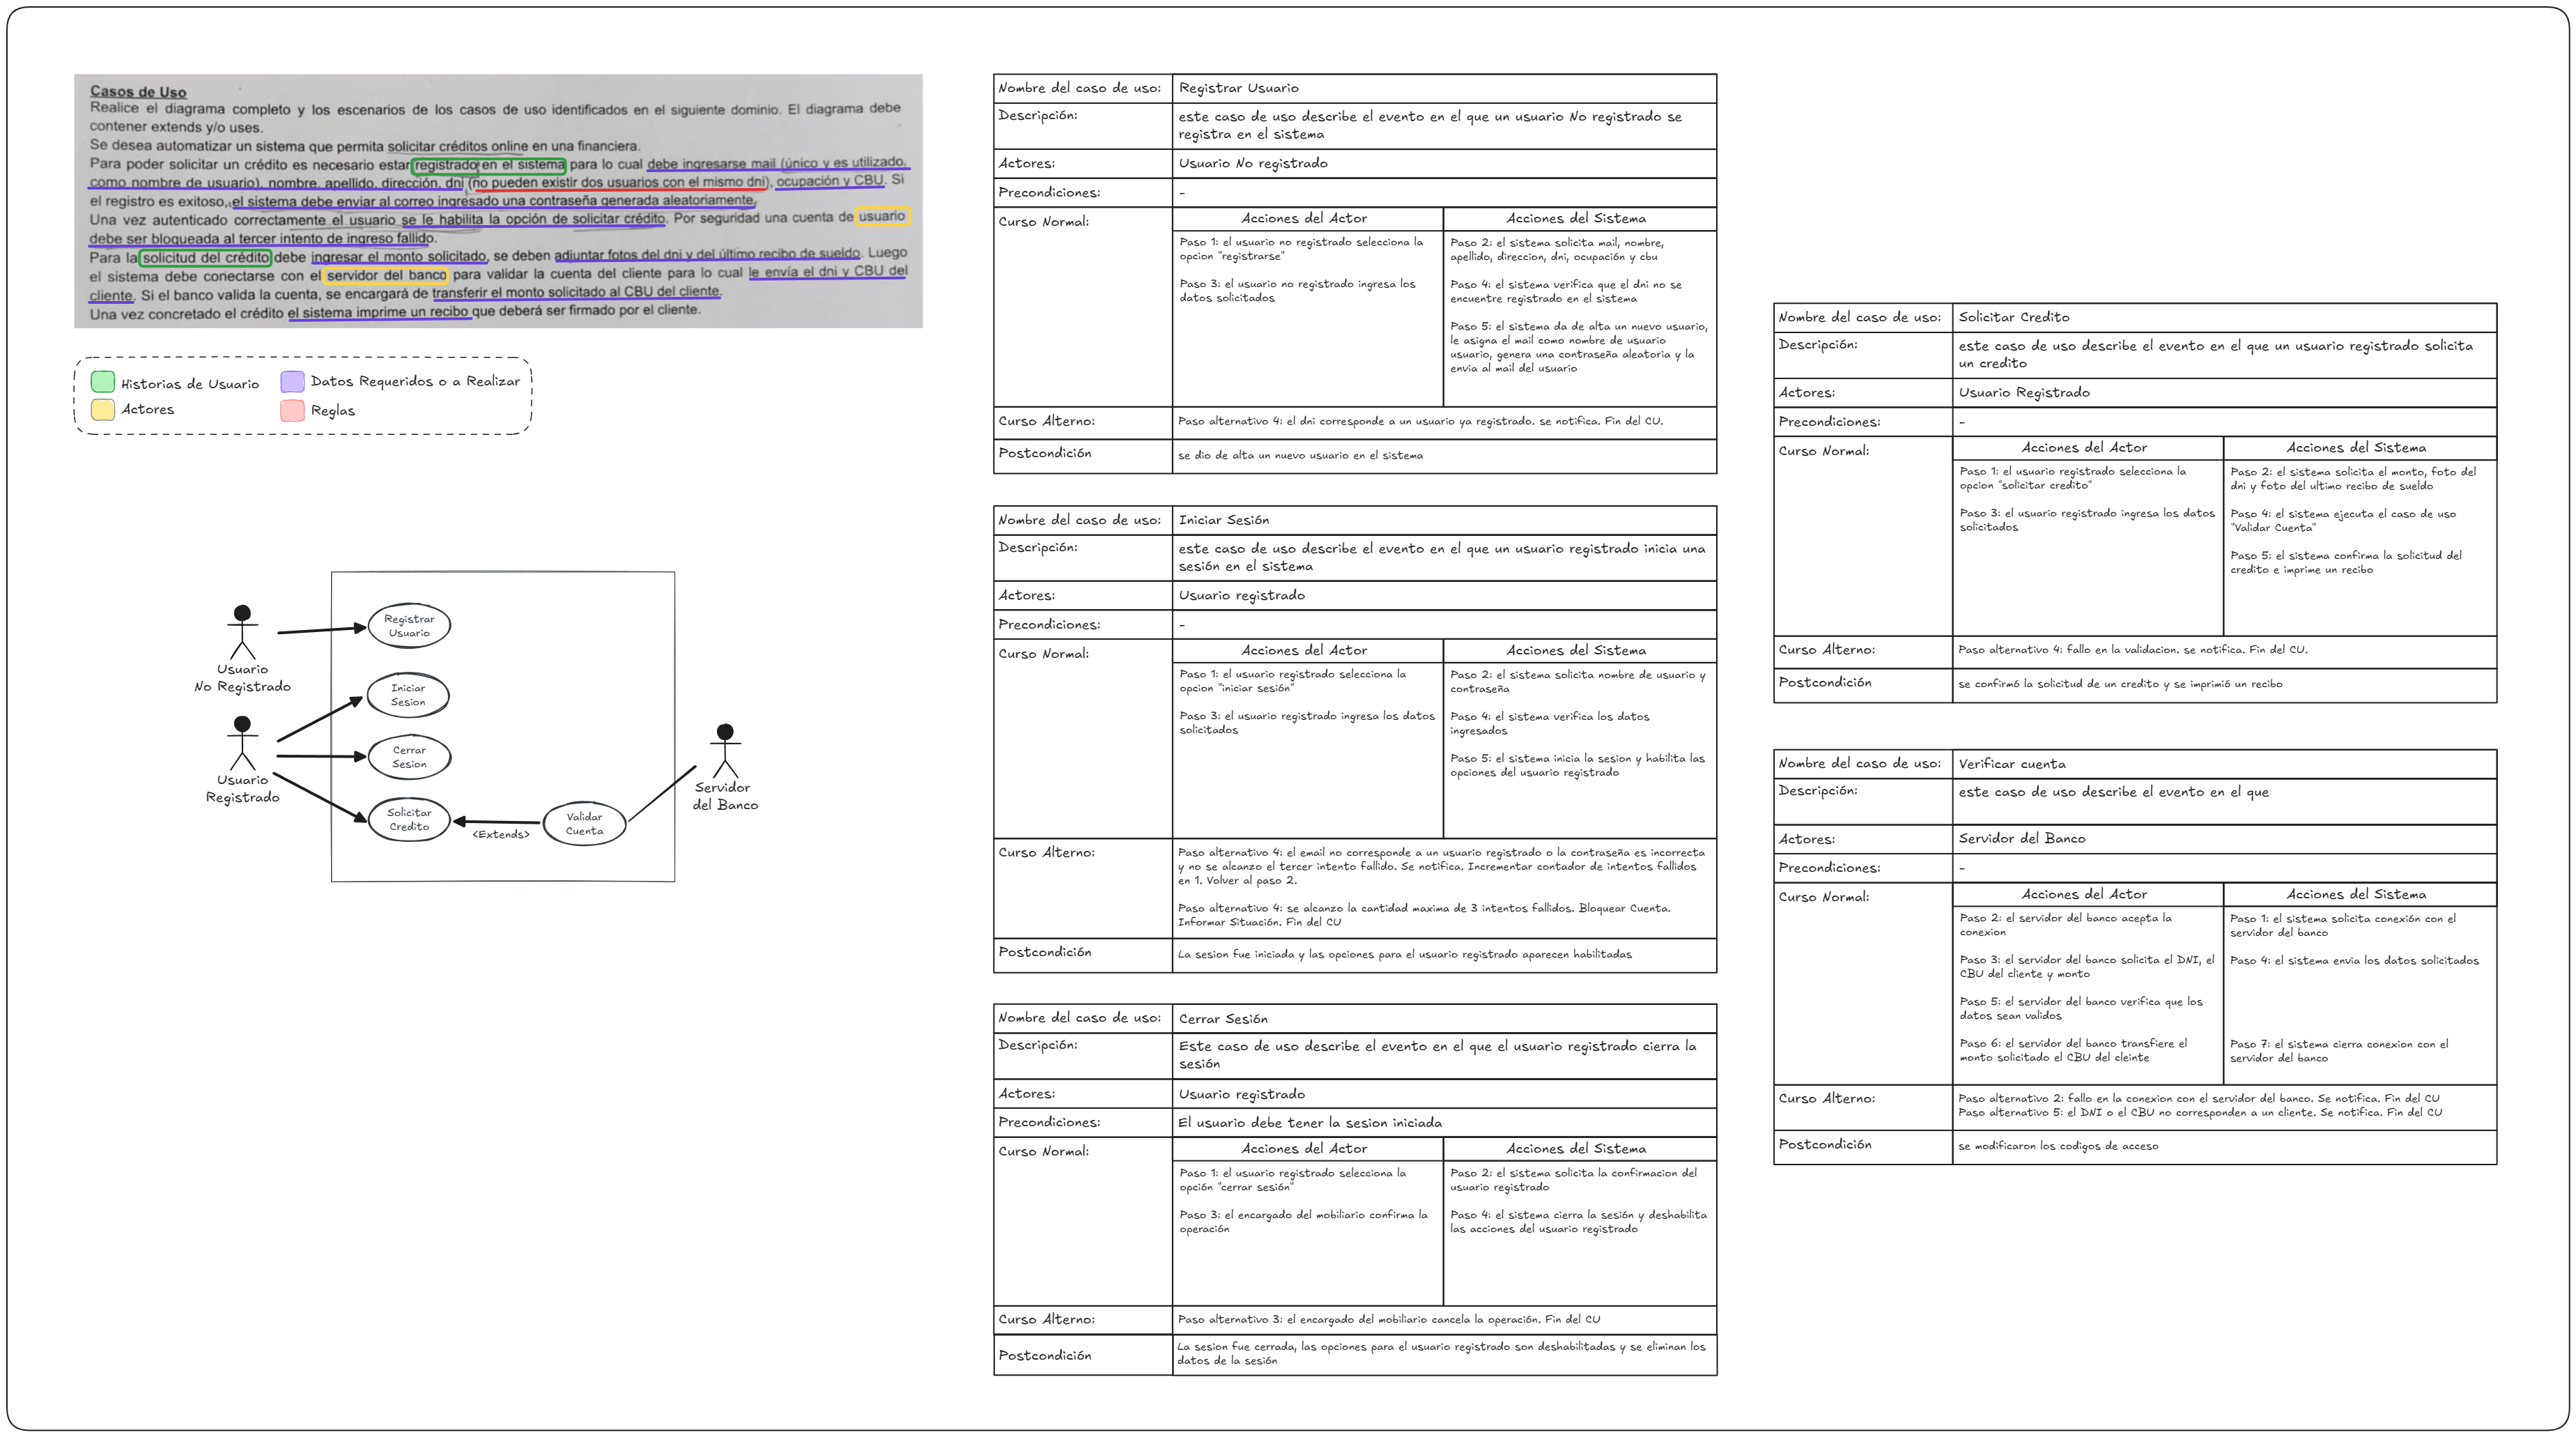 Casos de Uso
Realice el diagrama completo y los escenarios de los casos de uso identificados en el siguiente dominio. El diagrama debe
contener extends y/o uses.
Se desea automatizar un sistema que permita solicitar créditos online en una financiera.
Para poder solicitar un crédito es necesario estar registrado en el sistema para lo cual debe ingresarse mail (único y es utilizado
como nombre de usuario), nombre, apellido, dirección, dni (no pueden existir dos usuarios con el mismo dni), ocupación y CBU. Si
el registro es exitoso, el sistema debe enviar al correo ingresado una contraseña generada aleatoriamente.
Una vez autenticado correctamente el usuario se le habilita la opción de solicitar crédito. Por seguridad una cuenta de usuario
debe ser bloqueada al tercer intento de ingreso fallido.
Para la solicitud del crédito debe ingresar el monto solicitado, se deben adjuntar fotos del dni y del último recibo de sueldo. Luego
el sistema debe conectarse con el servidor del banco para validar la cuenta del cliente para lo cual le envía el dni y CBU del
cliente. Si el banco valida la cuenta, se encargará de transferir el monto solicitado al CBU del cliente.
Una vez concretado el crédito el sistema imprime un recibo que deberá ser firmado por el cliente.
Historias de Usuario
Datos Requeridos o a Realizar
Actores
Reglas
Registrar
Usuario
Usuario
No Registrado
Iniciar
Sesion
Cerrar
Sesion
Usuario
Registrado
Solicitar
Credito
<Extends>
Validar
Cuenta
Servidor
del Banco
Nombre del caso de uso:
Registrar Usuario
Descripción:
este caso de uso describe el evento en el que un usuario No registrado se
registra en el sistema
Actores:
Usuario No registrado
Precondiciones:
-
Curso Normal:
Acciones del Actor
Acciones del Sistema
Paso 1: el usuario no registrado selecciona la
opcion "registrarse"
Paso 3: el usuario no registrado ingresa los
datos solicitados
Paso 2: el sistema solicita mail, nombre,
apellido, direccion, dni, ocupación y cbu
Paso 4: el sistema verifica que el dni no se
encuentre registrado en el sistema
Paso 5: el sistema da de alta un nuevo usuario,
le asigna el mail como nombre de usuario
usuario, genera una contraseña aleatoria y la
envia al mail del usuario
Curso Alterno:
Paso alternativo 4: el dni corresponde a un usuario ya registrado. se notifica. Fin del CU.
Postcondición
se dio de alta un nuevo usuario en el sistema
Nombre del caso de uso:
Iniciar Sesión
Descripción:
este caso de uso describe el evento en el que un usuario registrado inicia una
sesión en el sistema
Actores:
Usuario registrado
Precondiciones:
-
Curso Normal:
Acciones del Actor
Acciones del Sistema
Paso 1: el usuario registrado selecciona la
opcion "iniciar sesión"
Paso 3: el usuario registrado ingresa los datos
solicitados
Paso 2: el sistema solicita nombre de usuario y
contraseña
Paso 4: el sistema verifica los datos
ingresados
Paso 5: el sistema inicia la sesion y habilita las
opciones del usuario registrado
Curso Alterno:
Paso alternativo 4: el email no corresponde a un usuario registrado o la contraseña es incorrecta
y no se alcanzo el tercer intento fallido. Se notifica. Incrementar contador de intentos fallidos
en 1. Volver al paso 2.
Paso alternativo 4: se alcanzo la cantidad maxima de 3 intentos fallidos. Bloquear Cuenta.
Informar Situación. Fin del CU
Postcondición
La sesion fue iniciada y las opciones para el usuario registrado aparecen habilitadas
Nombre del caso de uso:
Cerrar Sesión
Descripción:
Este caso de uso describe el evento en el que el usuario registrado cierra la
sesión
Actores:
Usuario registrado
Precondiciones:
El usuario debe tener la sesion iniciada
Curso Normal:
Acciones del Actor
Acciones del Sistema
Paso 1: el usuario registrado selecciona la
opción "cerrar sesión"
Paso 3: el encargado del mobiliario confirma la
operación
Paso 2: el sistema solicita la confirmacion del
usuario registrado
Paso 4: el sistema cierra la sesión y deshabilita
las acciones del usuario registrado
Curso Alterno:
Paso alternativo 3: el encargado del mobiliario cancela la operación. Fin del CU
Postcondición
La sesion fue cerrada, las opciones para el usuario registrado son deshabilitadas y se eliminan los
datos de la sesión
Nombre del caso de uso:
Solicitar Credito
Descripción:
este caso de uso describe el evento en el que un usuario registrado solicita
un credito
Actores:
Usuario Registrado
Precondiciones:
-
Curso Normal:
Acciones del Actor
Acciones del Sistema
Paso 1: el usuario registrado selecciona la
opcion "solicitar credito"
Paso 3: el usuario registrado ingresa los datos
solicitados
Paso 2: el sistema solicita el monto, foto del
dni y foto del ultimo recibo de sueldo
Paso 4: el sistema ejecuta el caso de uso
"Validar Cuenta"
Paso 5: el sistema confirma la solicitud del
credito e imprime un recibo
Curso Alterno:
Paso alternativo 4: fallo en la validacion. se notifica. Fin del CU.
Postcondición
se confirmó la solicitud de un credito y se imprimió un recibo
Nombre del caso de uso:
Verificar cuenta
Descripción:
este caso de uso describe el evento en el que
Actores:
Servidor del Banco
Precondiciones:
-
Curso Normal:
Acciones del Actor
Acciones del Sistema
Paso 2: el servidor del banco acepta la
conexion
Paso 3: el servidor del banco solicita el DNI, el
CBU del cliente y monto
Paso 5: el servidor del banco verifica que los
datos sean validos
Paso 6: el servidor del banco transfiere el
monto solicitado el CBU del cleinte
Paso 1: el sistema solicita conexión con el
servidor del banco
Paso 4: el sistema envia los datos solicitados
Paso 7: el sistema cierra conexion con el
servidor del banco
Curso Alterno:
Paso alternativo 2: fallo en la conexion con el servidor del banco. Se notifica. Fin del CU
Paso alternativo 5: el DNI o el CBU no corresponden a un cliente. Se notifica. Fin del CU
Postcondición
se modificaron los codigos de acceso